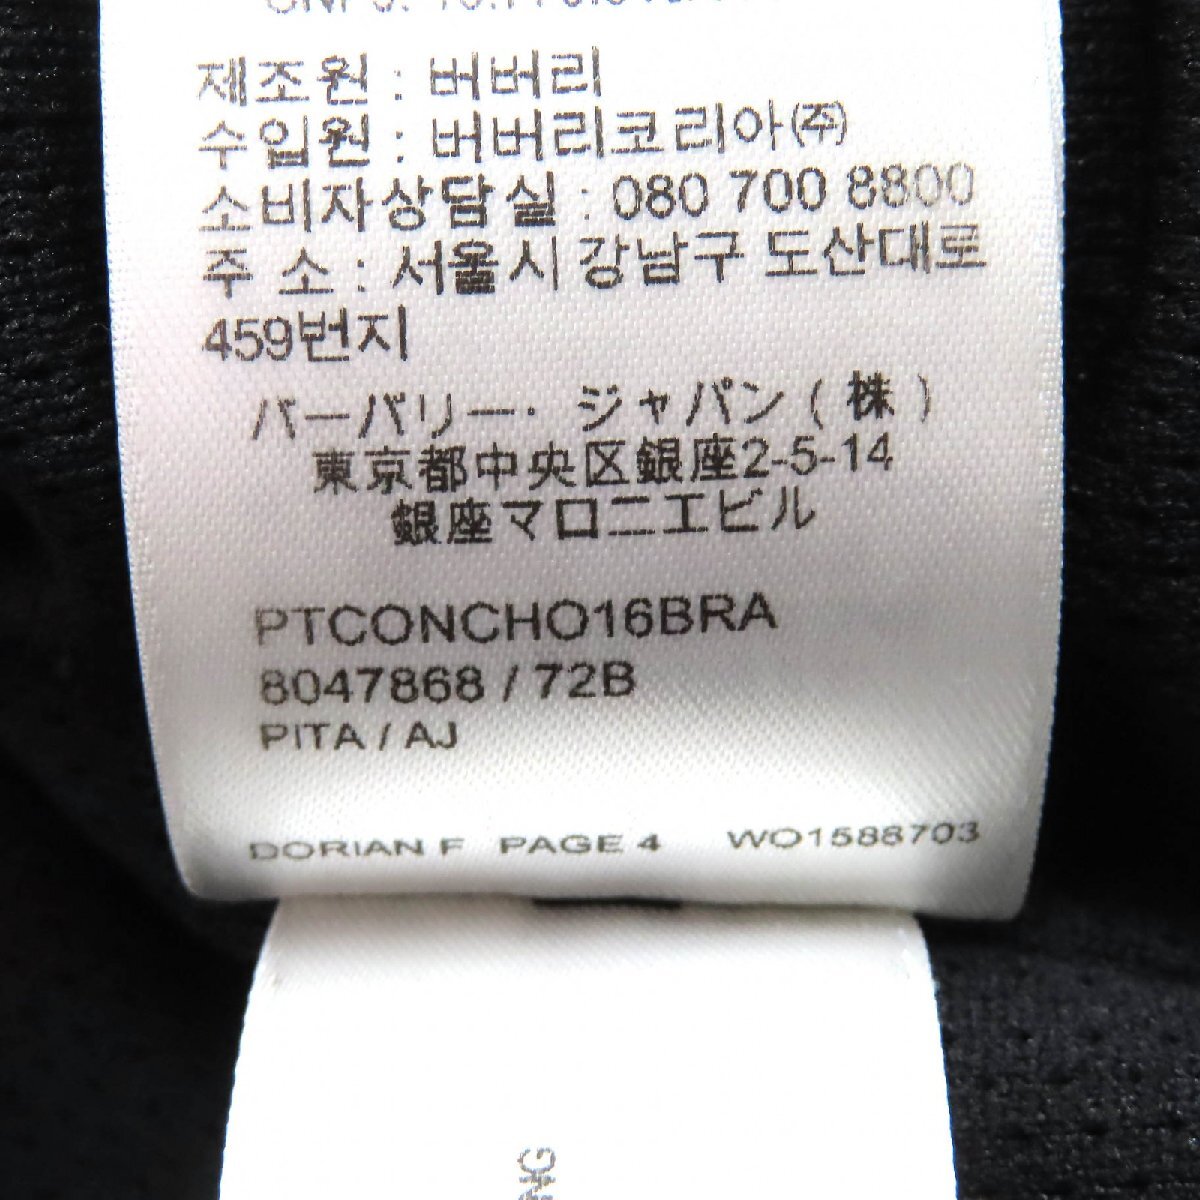 제조원 : 버버리
수입원 : 버버리코리아㈜
소비자상담실 : 080 700 8800
주 소 : 서울시 강남구 도산대로
459번지
バーバリー・ジャパン ( 株 )
東京都中央区銀座2-5-14
銀座マロニエビル
PTCONCHO16BRA
8047868 / 72B
PITA / AJ
DORIAN F PAGE 4 WO1588703